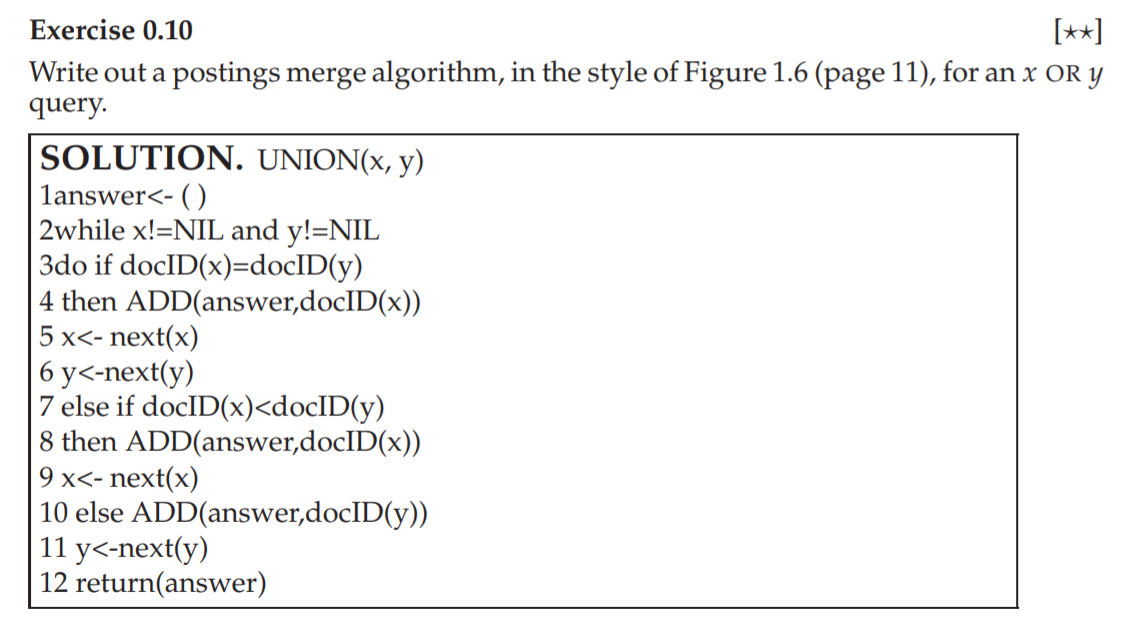 Exercise 0.10 [⋆⋆]
Write out a postings merge algorithm, in the style of Figure 1.6 (page 11), for an x OR y
query.
SOLUTION. UNION(x, y)
1answer<- ( )
2while x!=NIL and y!=NIL
3do if docID(x)=docID(y)
4 then ADD(answer,docID(x))
5 x<- next(x)
6 y<-next(y)
7 else if docID(x)<docID(y)
8 then ADD(answer,docID(x))
9 x<- next(x)
10 else ADD(answer,docID(y))
11 y<-next(y)
12 return(answer)